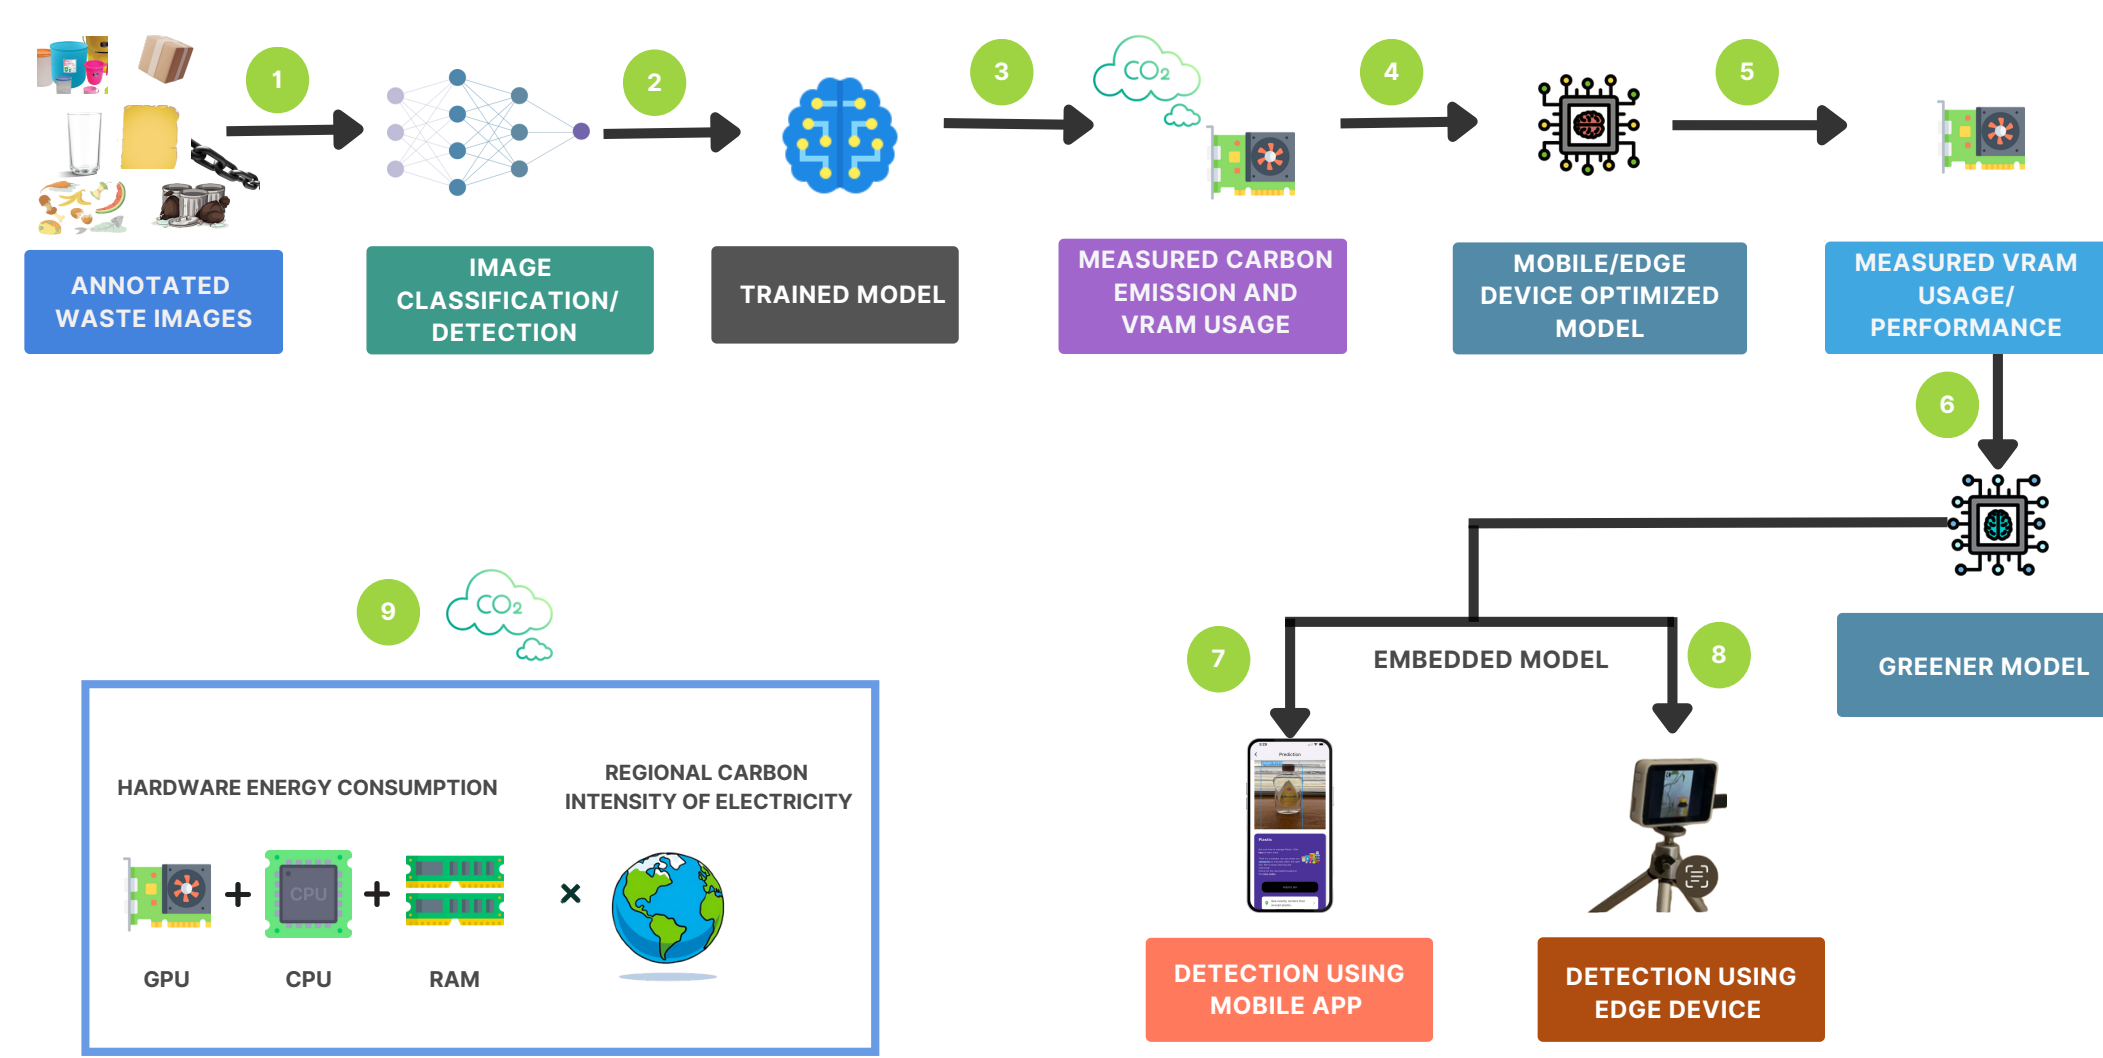 1
2
3
4
5
CO2
ANNOTATED
WASTE IMAGES
IMAGE
CLASSIFICATION/
DETECTION
TRAINED MODEL
MEASURED CARBON
EMISSION AND
VRAM USAGE
MOBILE/EDGE
DEVICE OPTIMIZED
MODEL
MEASURED VRAM
USAGE/
PERFORMANCE
6
GREENER MODEL
EMBEDDED MODEL
7
8
Prediction
Plastic
DETECTION USING
MOBILE APP
DETECTION USING
EDGE DEVICE
9
CO2
HARDWARE ENERGY CONSUMPTION
REGIONAL CARBON
INTENSITY OF ELECTRICITY
+
CPU
+
×
GPU
CPU
RAM